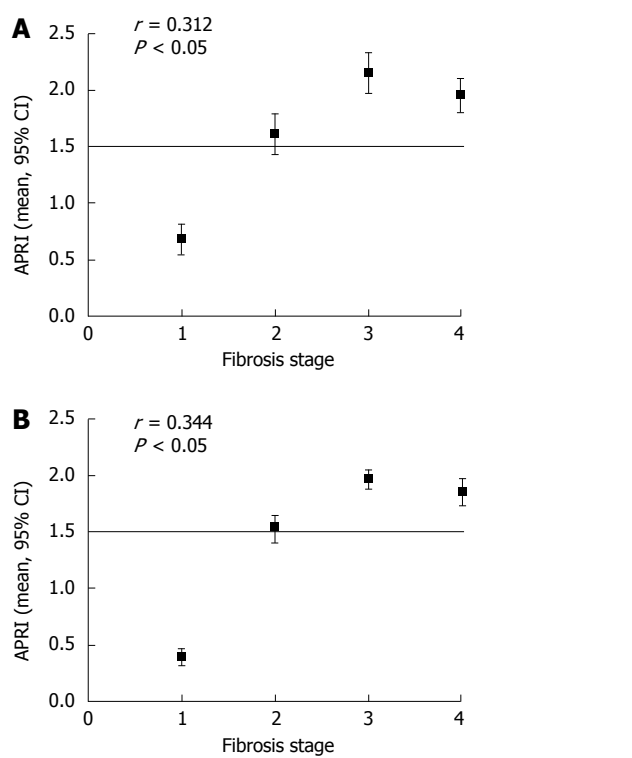 A
r = 0.312
P < 0.05
APRI (mean, 95% CI)
2.5
2.0
1.5
1.0
0.5
0.0
0 1 2 3 4
Fibrosis stage
B
r = 0.344
P < 0.05
APRI (mean, 95% CI)
2.5
2.0
1.5
1.0
0.5
0.0
0 1 2 3 4
Fibrosis stage